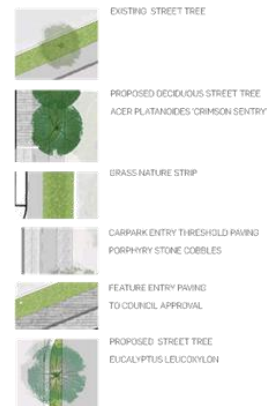 EXISTING STREET TREE
PROPOSED DECIDUOUS STREET TREE
ACER PLATANOIDES 'CRIMSON SENTRY'
GRASS NATURE STRIP
CARPARK ENTRY THRESHOLD PAVING
PORPHYRY STONE COBBLES
FEATURE ENTRY PAVING
TO COUNCIL APPROVAL
PROPOSED STREET TREE
EUCALYPTUS LEUCOXYLON